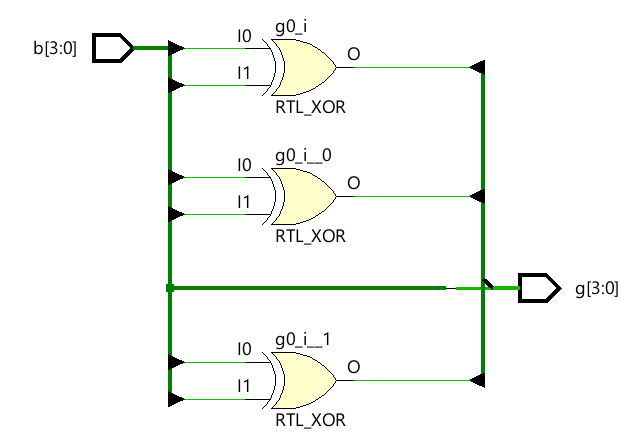 g0_i
b[3:0]
I0
I1
O
RTL_XOR
g0_i__0
I0
I1
O
RTL_XOR
g[3:0]
g0_i__1
I0
I1
O
RTL_XOR